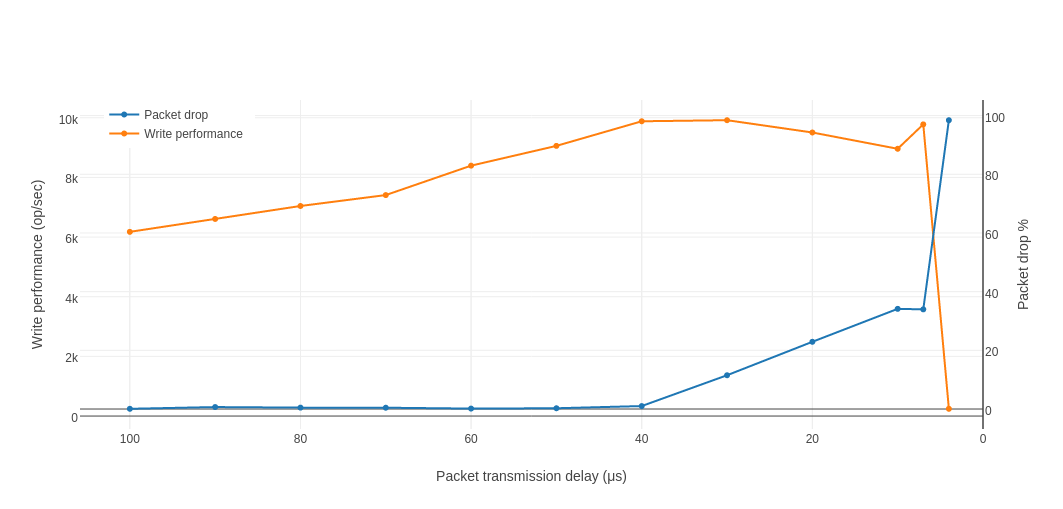 Packet drop
Write performance
10k
8k
6k
4k
2k
0
Write performance (op/sec)
100
80
60
40
20
0
Packet drop %
100
80
60
40
20
0
Packet transmission delay (μs)